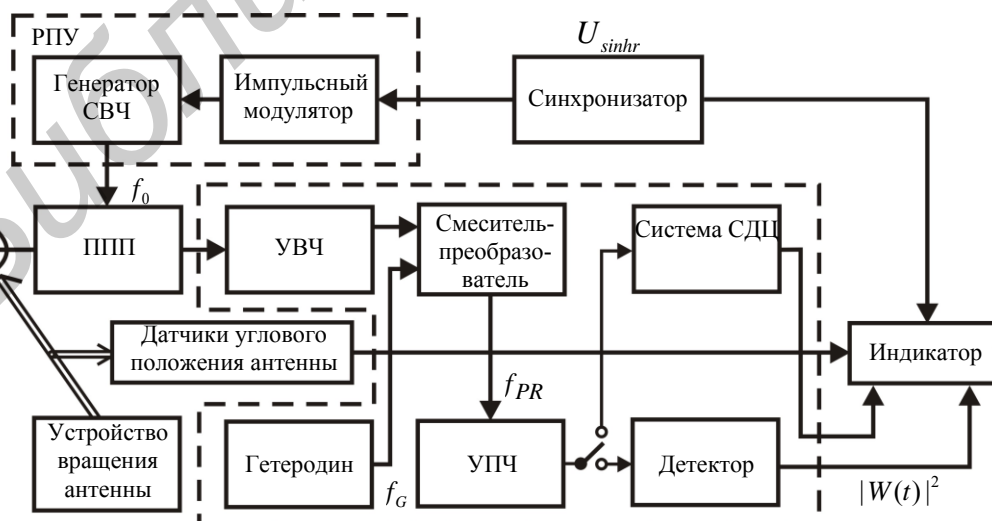 РПУ
U_sinhr
Генератор
СВЧ
Импульсный
модулятор
Синхронизатор
f_0
ППП
УВЧ
Смеситель-
преобразо-
ватель
Система СДЦ
Датчики углового
положения антенны
Индикатор
f_PR
Устройство
вращения
антенны
Гетеродин
f_G
УПЧ
Детектор
|W(t)|^2